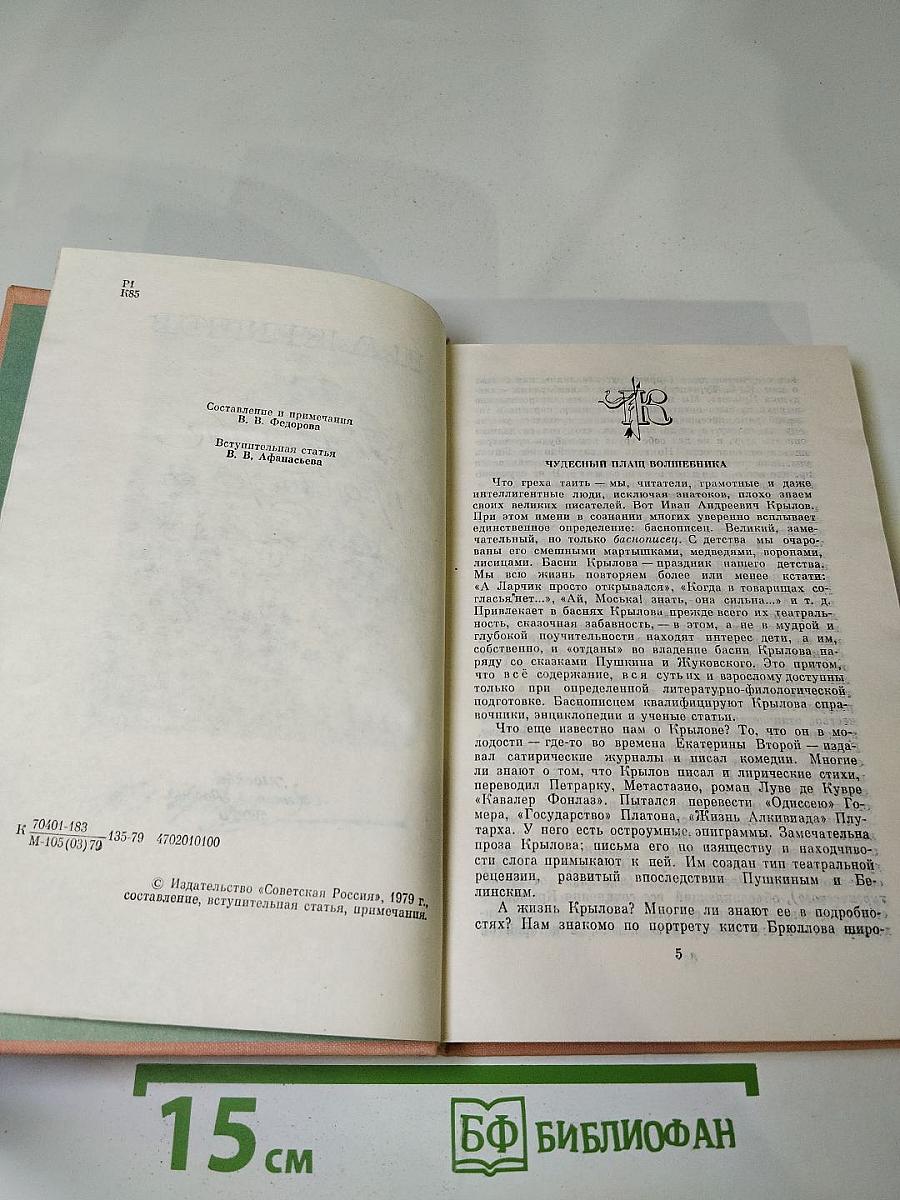 Р1
К85
Составление и примечания
В. В. Федорова
Вступительная статья
В. В. Афанасьева
К 70401-183
М-105(03)79 135-79 4702010100
© Издательство «Советская Россия», 1979 г.,
составление, вступительная статья, примечания.
ЧУДЕСНЫЙ ПЛАЩ ВОЛШЕБНИКА
Что греха таить — мы, читатели, грамотные и даже
интеллигентные люди, исключая знатоков, плохо знаем
своих великих писателей. Вот Иван Андреевич Крылов.
При этом имени в сознании многих уверенно всплывает
единственное определение: баснописец. Великий, заме-
чательный, но только баснописец. С детства мы очаро-
ваны его смешными мартышками, медведями, воронами,
лисицами. Басни Крылова — праздник нашего детства.
Мы всю жизнь повторяем более или менее кстати:
«А Ларчик просто открывался», «Когда в товарищах со-
гласья нет...», «Ай, Моська! знать, она сильна...» и т. д.
Привлекает в баснях Крылова прежде всего их театраль-
ность, сказочная забавность, — в этом, а не в мудрой и
глубокой поучительности находят интерес дети, а им,
собственно, и «отданы» во владение басни Крылова на-
ряду со сказками Пушкина и Жуковского. Это притом,
что всё содержание, вся суть их и взрослому доступны
только при определенной литературно-филологической
подготовке. Баснописцем квалифицируют Крылова спра-
вочники, энциклопедии и ученые статьи.
Что еще известно нам о Крылове? То, что он в мо-
лодости — где-то во времена Екатерины Второй — изда-
вал сатирические журналы и писал комедии. Многие
ли знают о том, что Крылов писал и лирические стихи,
переводил Петрарку, Метастазио, роман Луве де Кувре
«Кавалер Фонлаз». Пытался перевести «Одиссею» Го-
мера, «Государство» Платона, «Жизнь Алкивиада» Плу-
тарха. У него есть остроумные эпиграммы. Замечательна
проза Крылова; письма его по изяществу и находчиво-
сти слога примыкают к ней. Им создан тип театральной
рецензии, развитый впоследствии Пушкиным и Бе-
линским.
А жизнь Крылова? Многие ли знают ее в подробно-
стях? Нам знакомо по портрету кисти Брюллова широ-
5
15 см
БФ БИБЛИОФАН